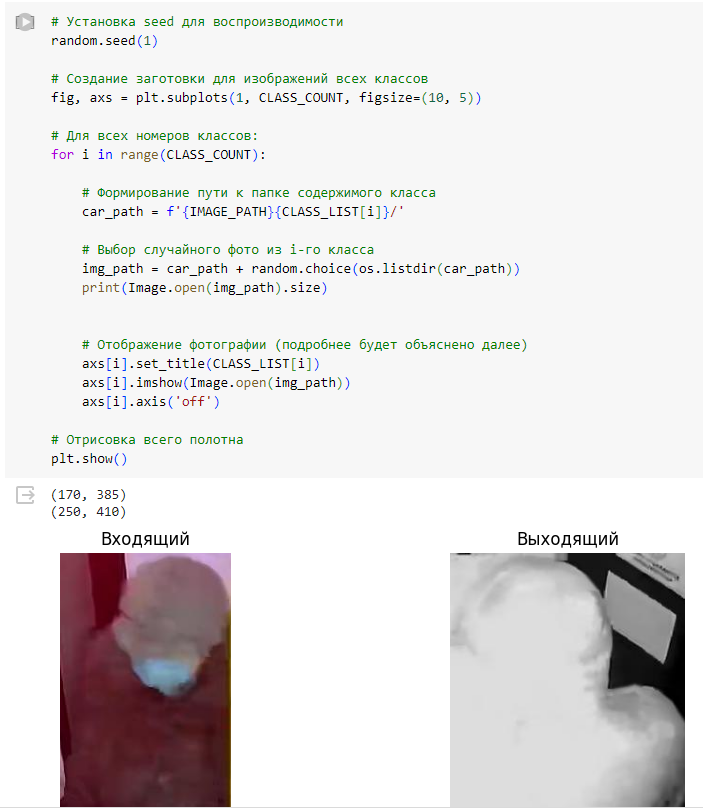 # Установка seed для воспроизводимости
random.seed(1)
# Создание заготовки для изображений всех классов
fig, axs = plt.subplots(1, CLASS_COUNT, figsize=(10, 5))
# Для всех номеров классов:
for i in range(CLASS_COUNT):
# Формирование пути к папке содержимого класса
car_path = f'{IMAGE_PATH}{CLASS_LIST[i]}/'
# Выбор случайного фото из i-го класса
img_path = car_path + random.choice(os.listdir(car_path))
print(Image.open(img_path).size)
# Отображение фотографии (подробнее будет объяснено далее)
axs[i].set_title(CLASS_LIST[i])
axs[i].imshow(Image.open(img_path))
axs[i].axis('off')
# Отрисовка всего полотна
plt.show()
(170, 385)
(250, 410)
Входящий
Выходящий